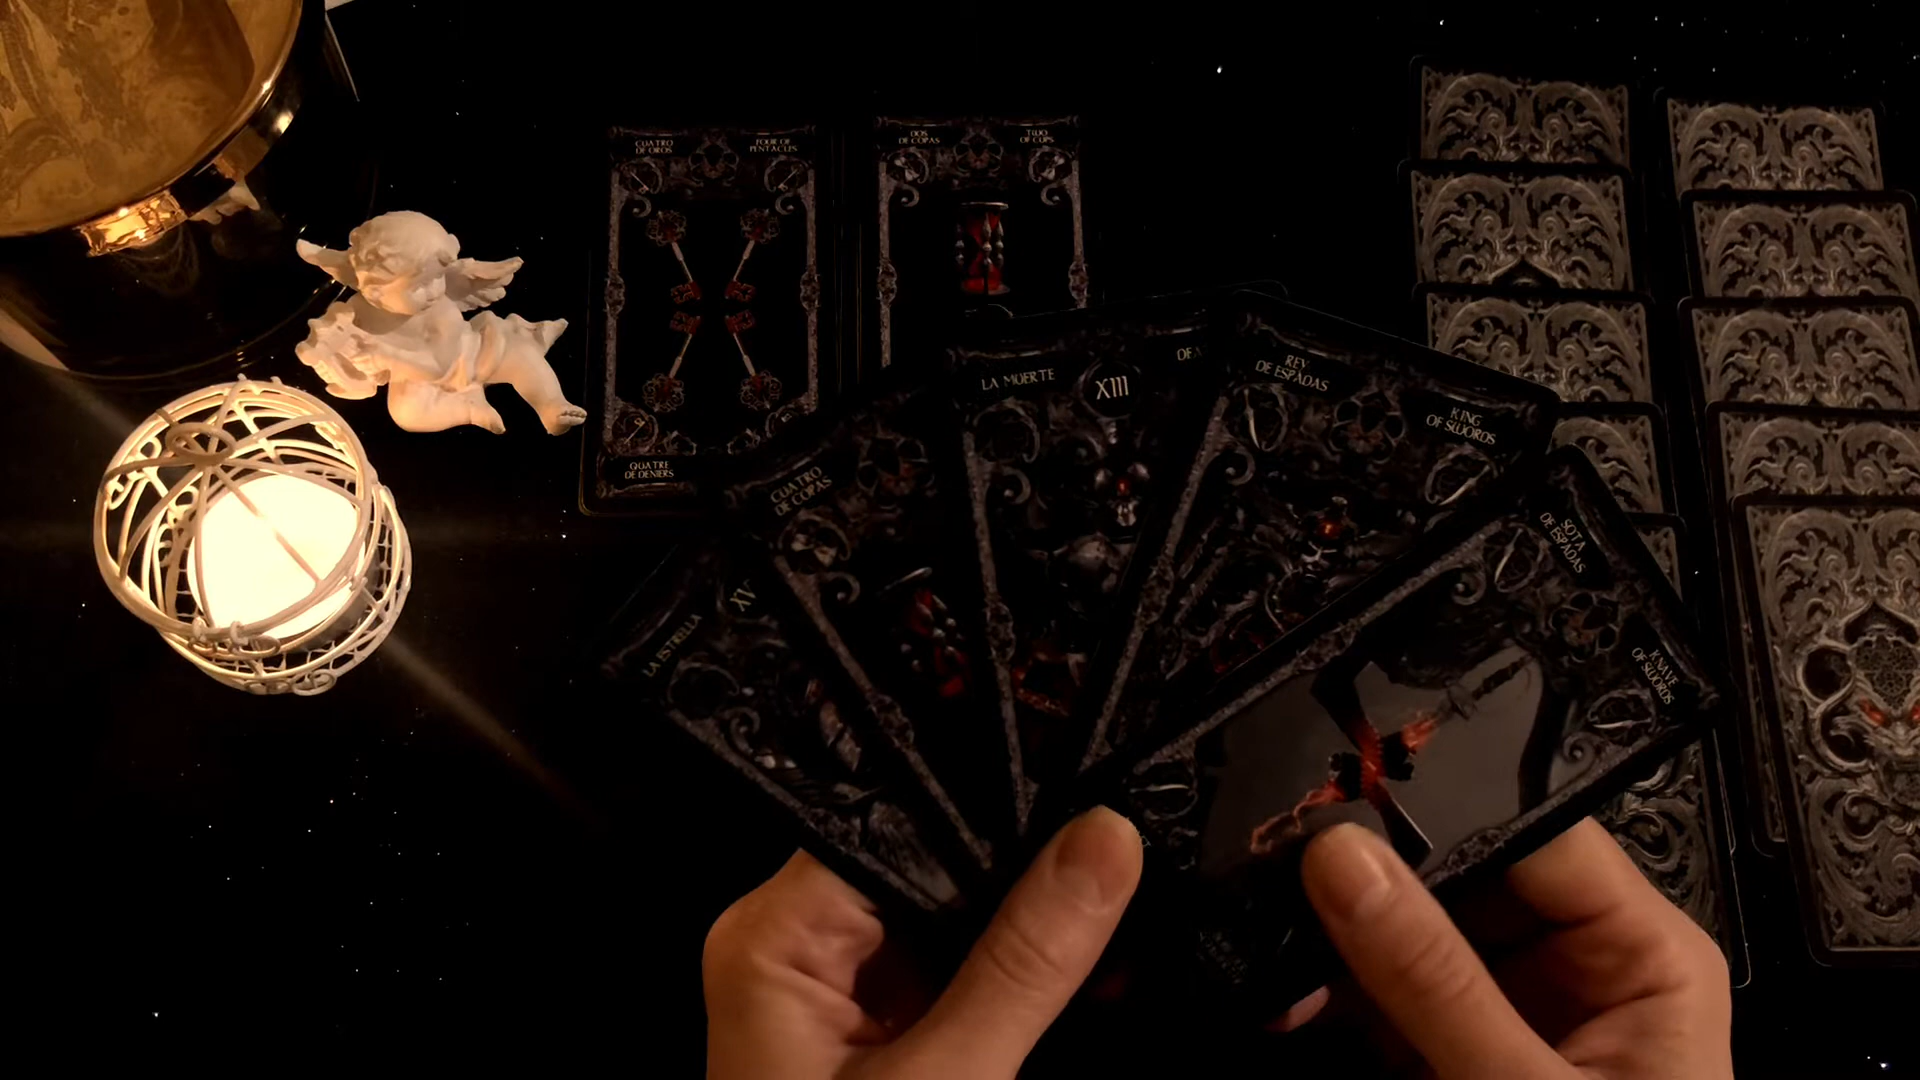 CUATRO
DE OROS
FOUR OF
PENTACLES
QUATRE
DE DENIERS
DOS
DE COPAS
TWO
OF CUPS
LA ESTRELLA
CUATRO
DE COPAS
LA MUERTE
XIII
REY
DE ESPADAS
KING
OF SWORDS
SOTA
DE ESPADAS
KNAVE
OF SWORDS